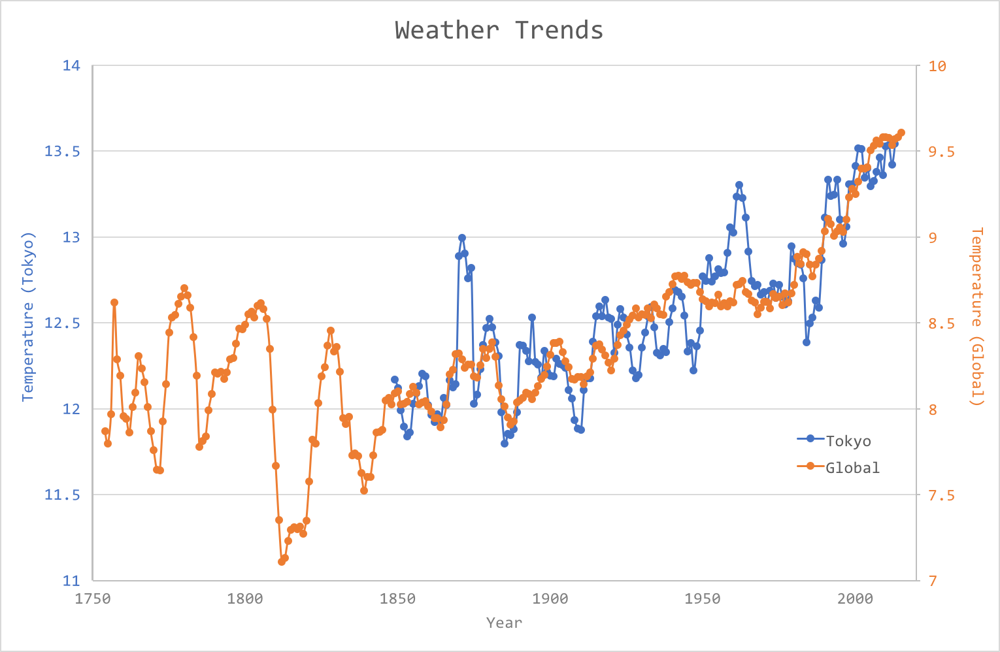 Weather Trends
14
13.5
13
12.5
12
11.5
11
Temperature (Tokyo)
10
9.5
9
8.5
8
7.5
7
Temperature (Global)
Tokyo
Global
1750 1800 1850 1900 1950 2000
Year